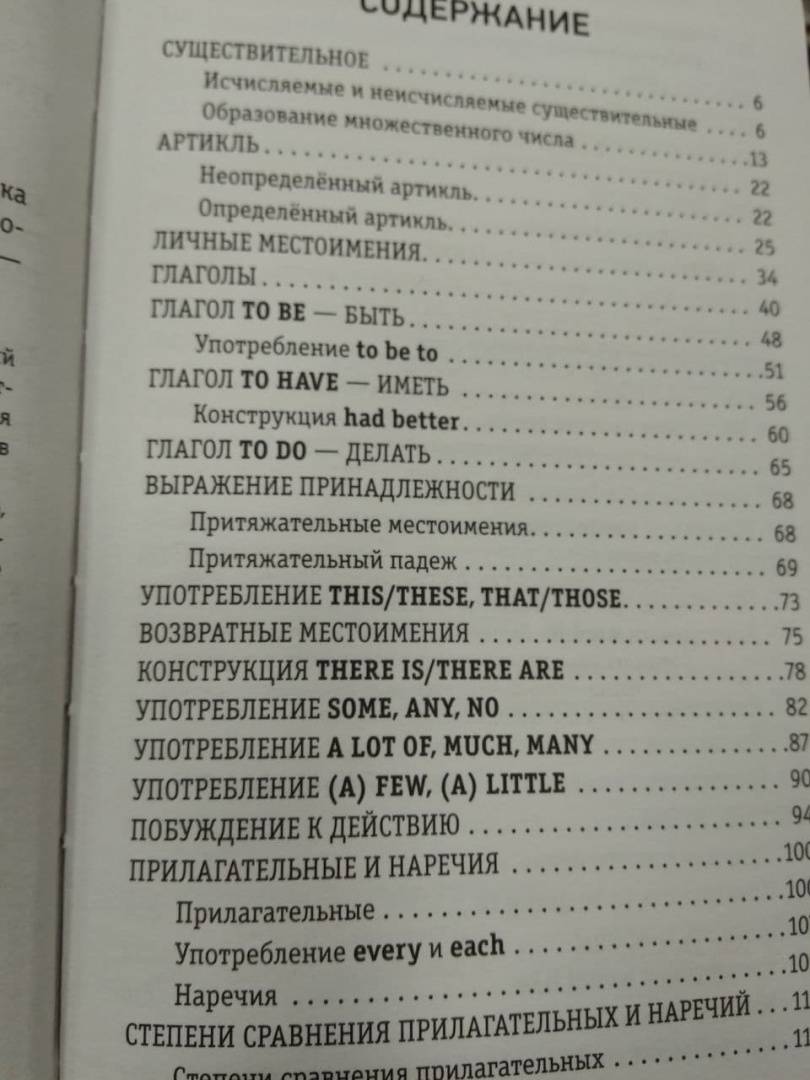 ка
о-
—
й
т-
я
в
СОДЕРЖАНИЕ
СУЩЕСТВИТЕЛЬНОЕ . . . . . . . . 6
Исчисляемые и неисчисляемые существительные . . . . 6
Образование множественного числа . . . . . . . . 13
АРТИКЛЬ . . . . . . . . 22
Неопределённый артикль. . . . . . . . 22
Определённый артикль. . . . . . . . 25
ЛИЧНЫЕ МЕСТОИМЕНИЯ. . . . . . . . 34
ГЛАГОЛЫ . . . . . . . . 40
ГЛАГОЛ TO BE — БЫТЬ . . . . . . . . 48
Употребление to be to . . . . . . . . 51
ГЛАГОЛ TO HAVE — ИМЕТЬ . . . . . . . . 56
Конструкция had better. . . . . . . . 60
ГЛАГОЛ TO DO — ДЕЛАТЬ . . . . . . . . 65
ВЫРАЖЕНИЕ ПРИНАДЛЕЖНОСТИ . . . . . . . . 68
Притяжательные местоимения. . . . . . . . 68
Притяжательный падеж . . . . . . . . 69
УПОТРЕБЛЕНИЕ THIS/THESE, THAT/THOSE. . . . . . . . 73
ВОЗВРАТНЫЕ МЕСТОИМЕНИЯ . . . . . . . . 75
КОНСТРУКЦИЯ THERE IS/THERE ARE . . . . . . . . 78
УПОТРЕБЛЕНИЕ SOME, ANY, NO . . . . . . . . 82
УПОТРЕБЛЕНИЕ A LOT OF, MUCH, MANY . . . . . . . . 87
УПОТРЕБЛЕНИЕ (A) FEW, (A) LITTLE . . . . . . . . 90
ПОБУЖДЕНИЕ К ДЕЙСТВИЮ . . . . . . . . 94
ПРИЛАГАТЕЛЬНЫЕ И НАРЕЧИЯ . . . . . . . . 100
Прилагательные . . . . . . . . 100
Употребление every и each . . . . . . . .
Наречия . . . . . . . .
СТЕПЕНИ СРАВНЕНИЯ ПРИЛАГАТЕЛЬНЫХ И НАРЕЧИЙ . . .
Степени сравнения прилагательных . . . . . . . .